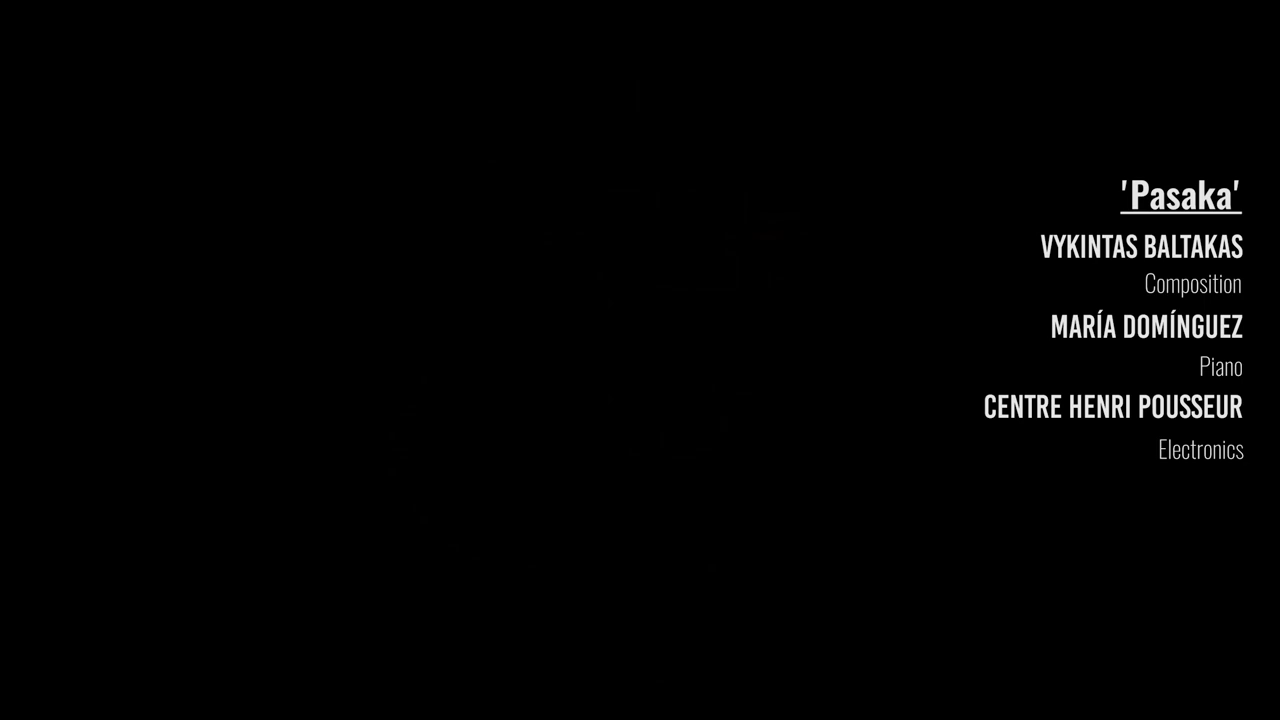 'Pasaka'
VYKINTAS BALTAKAS
Composition
MARÍA DOMÍNGUEZ
Piano
CENTRE HENRI POUSSEUR
Electronics